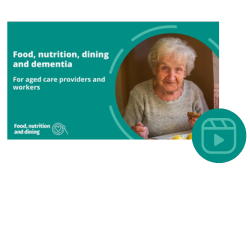 Food, nutrition, dining
and dementia
For aged care providers and
workers
Food, nutrition
and dining